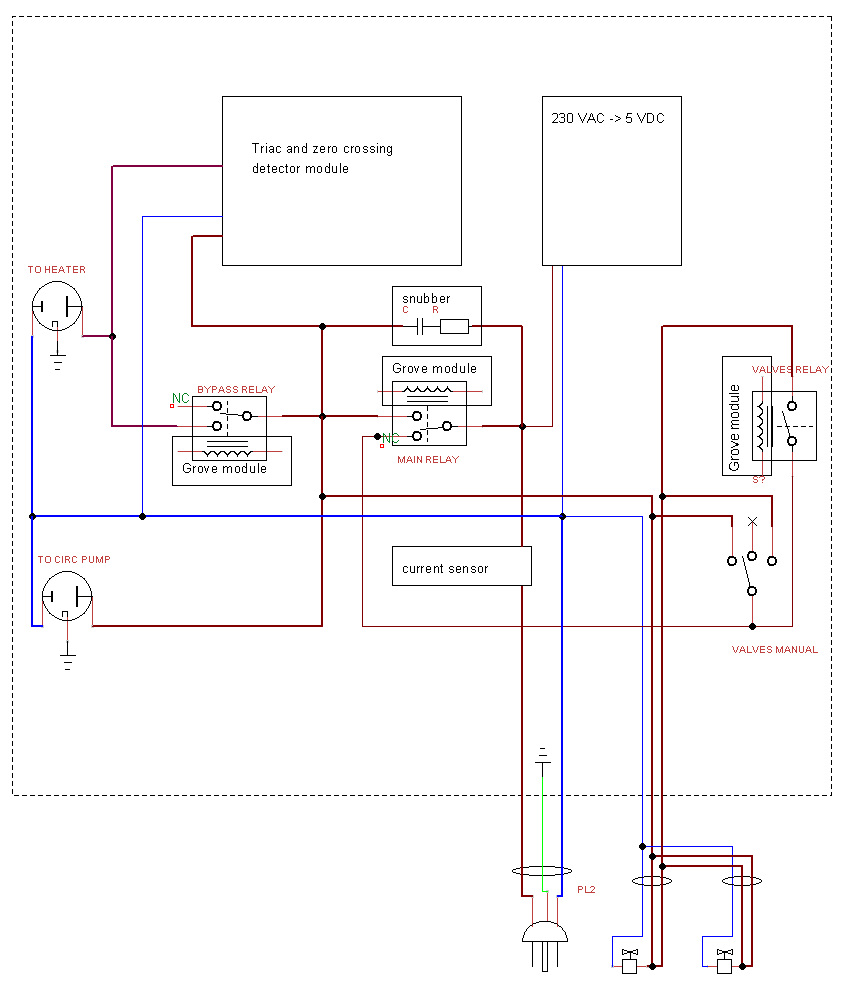 230 VAC -> 5 VDC
Triac and zero crossing
detector module
TO HEATER
snubber
C R
Grove module
VALVES RELAY
BYPASS RELAY
NC
Grove module
NC
MAIN RELAY
Grove module
S?
TO CIRC PUMP
current sensor
VALVES MANUAL
PL2